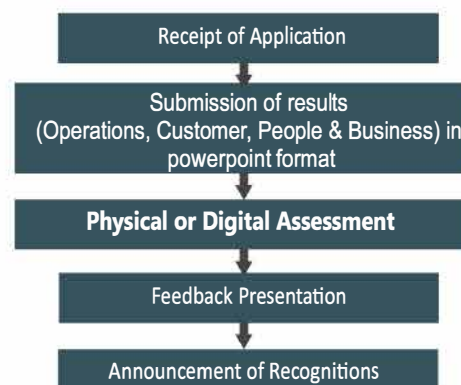 Receipt of Application
Submission of results
(Operations, Customer, People & Business) in
powerpoint format
Physical or Digital Assessment
Feedback Presentation
Announcement of Recognitions